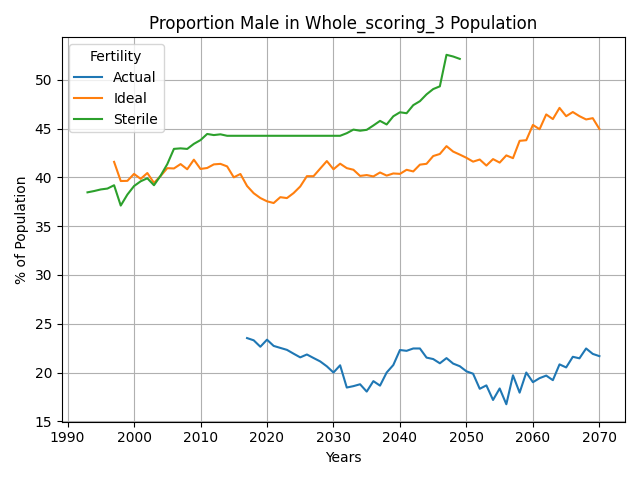 Proportion Male in Whole_scoring_3 Population
Fertility
Actual
Ideal
Sterile
% of Population
50
45
40
35
30
25
20
15
1990 2000 2010 2020 2030 2040 2050 2060 2070
Years